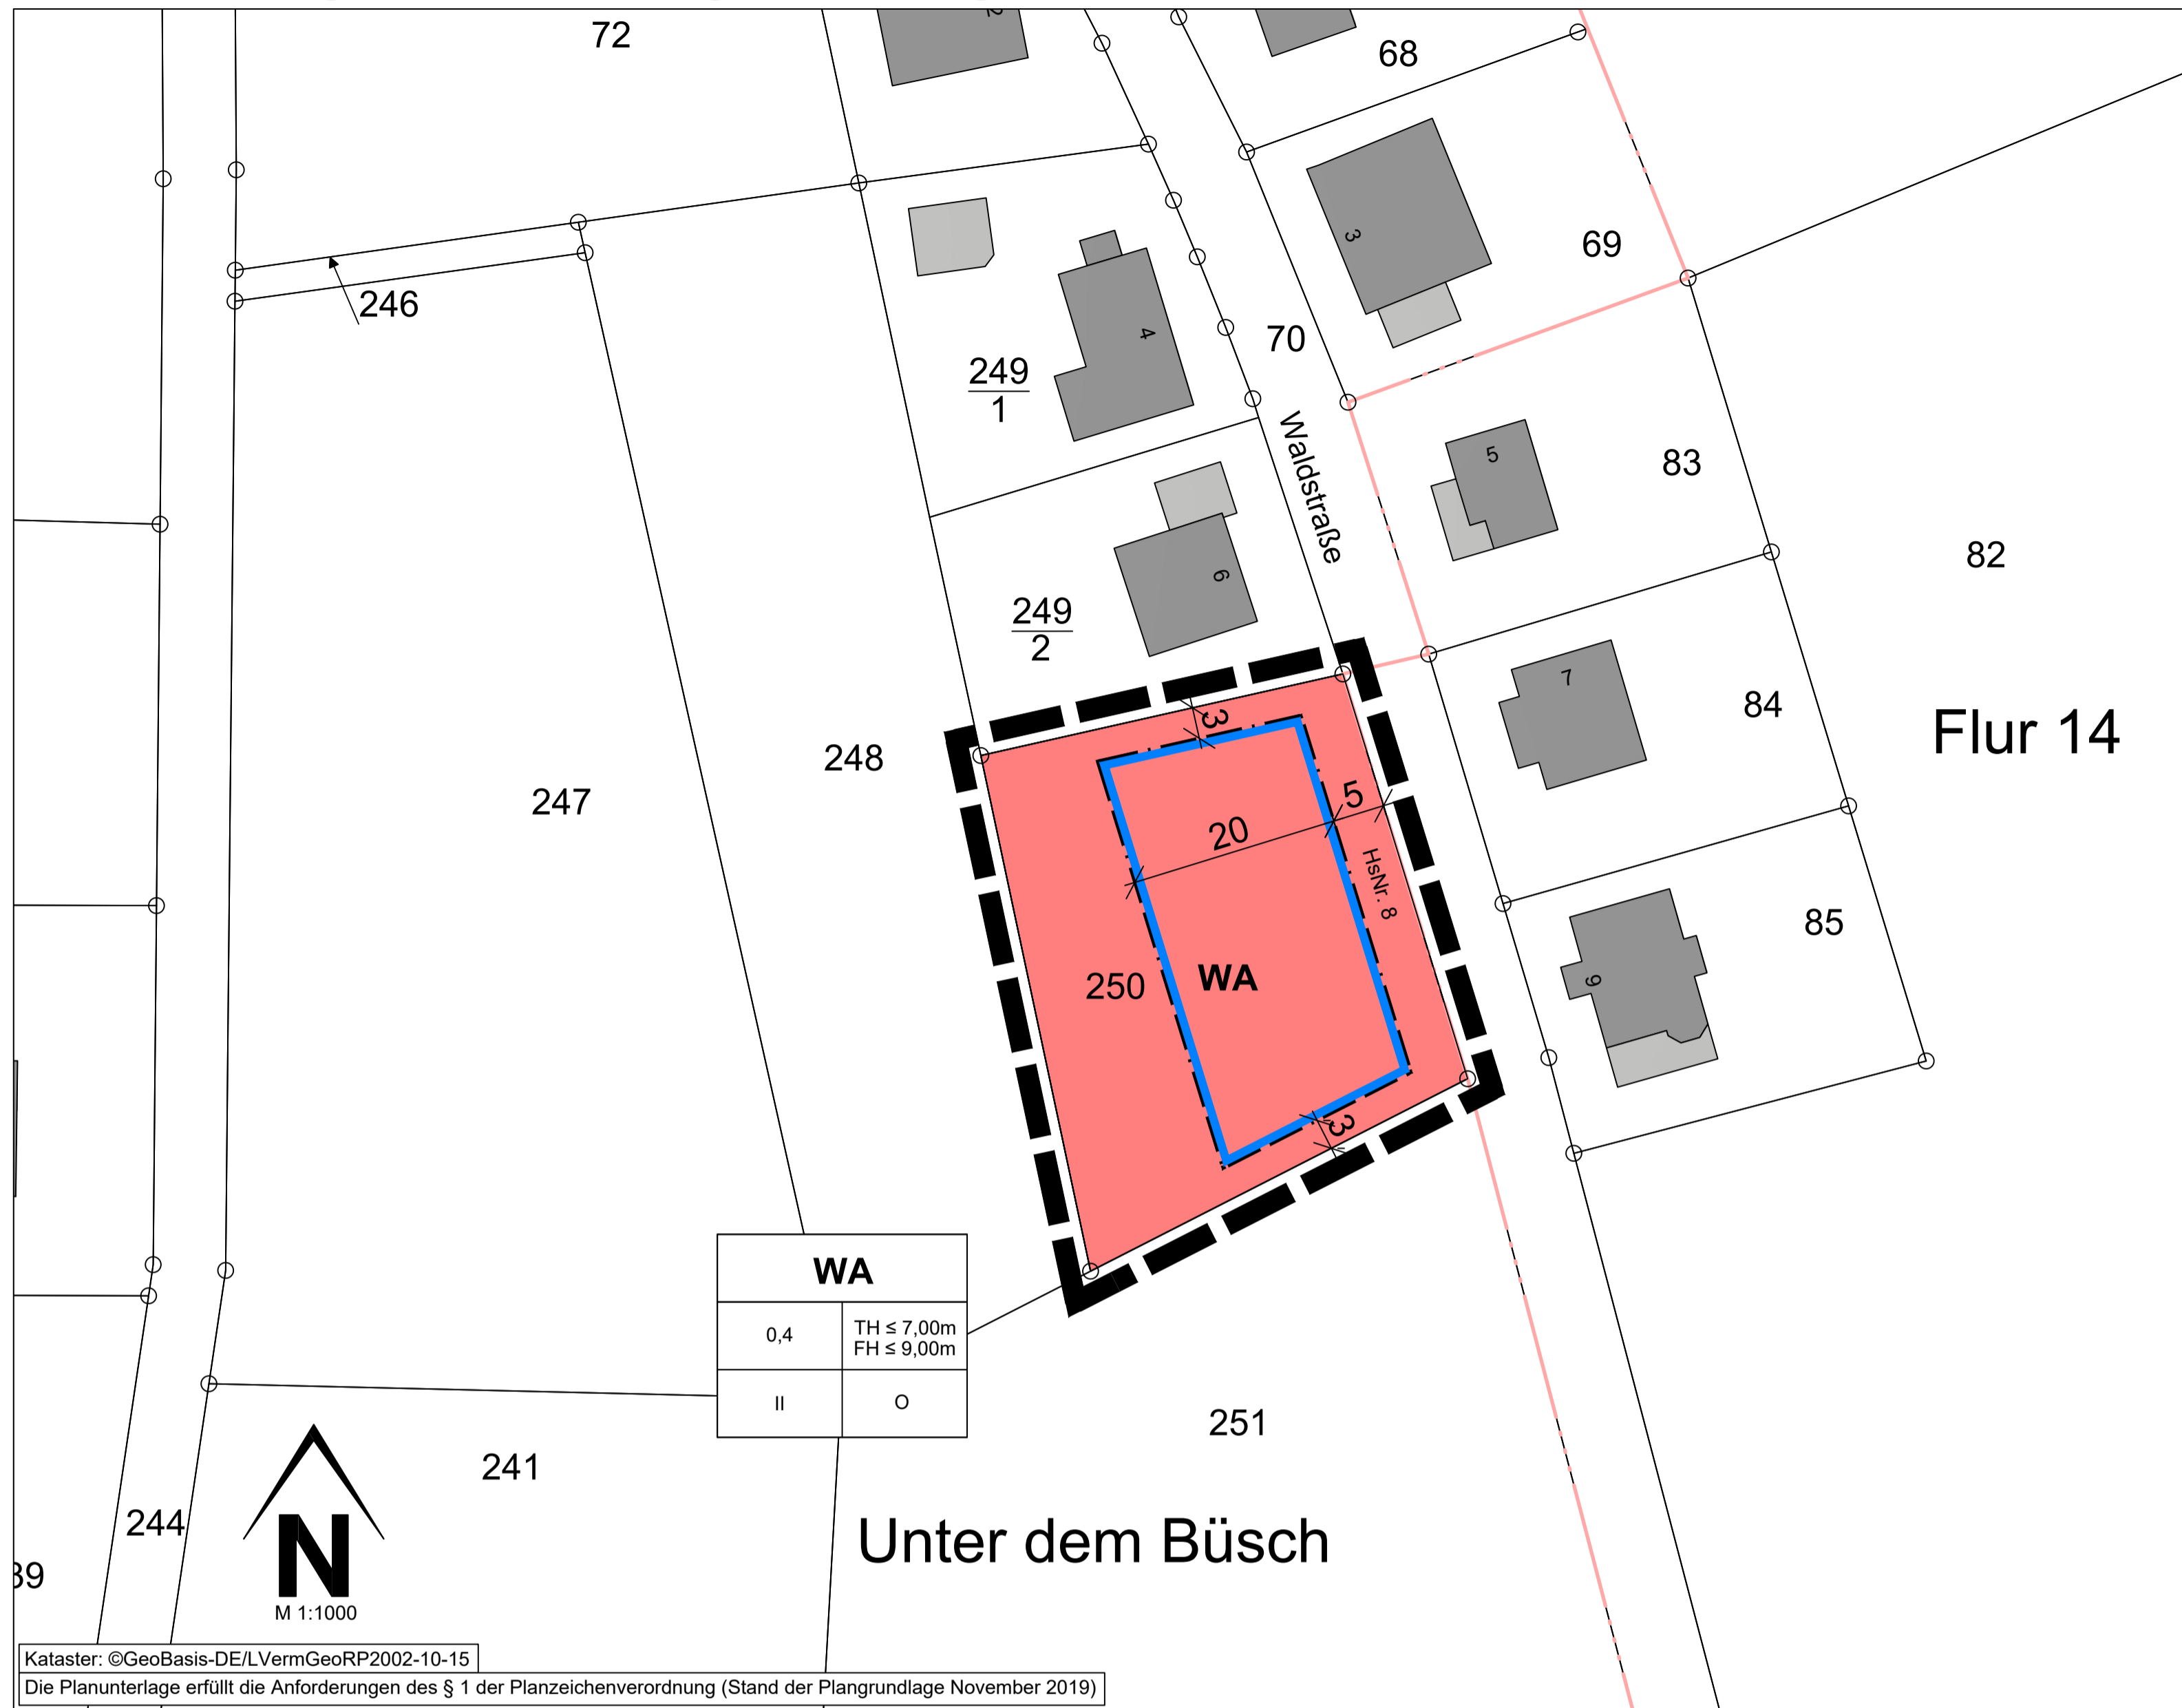 72
68
69
3
246
4
70
249
1
Waldstraße
5
83
82
6
249
2
7
84
Flur 14
248
247
3
5
20
HsNr. 8
85
9
250
WA
3
WA
0,4
TH ≤ 7,00m
FH ≤ 9,00m
II
O
251
241
244
Unter dem Büsch
39
N
M 1:1000
Kataster: ©GeoBasis-DE/LVermGeoRP2002-10-15
Die Planunterlage erfüllt die Anforderungen des § 1 der Planzeichenverordnung (Stand der Plangrundlage November 2019)